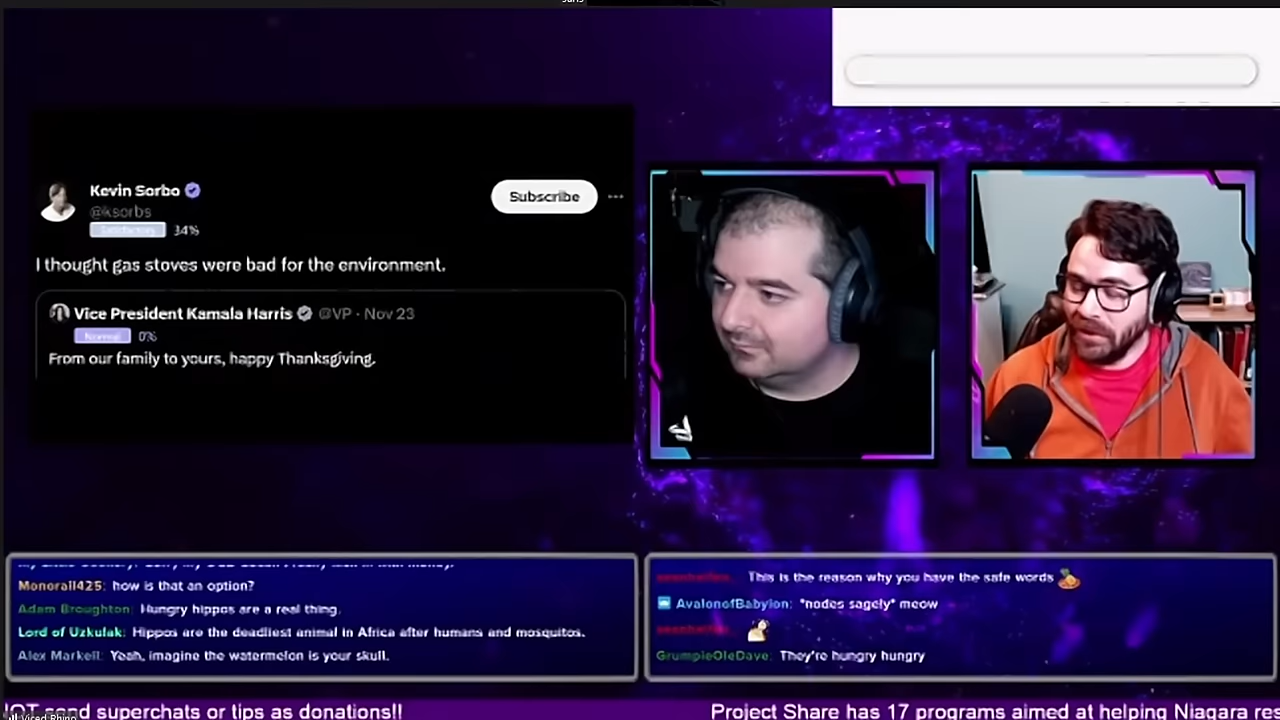 Kevin Sorbo
@ksorbs
Subscribe
34%
I thought gas stoves were bad for the environment.
Vice President Kamala Harris @VP · Nov 23
0%
From our family to yours, happy Thanksgiving.
Monorail425: how is that an option?
Adam Broughton: Hungry hippos are a real thing.
Lord of Uzkulak: Hippos are the deadliest animal in Africa after humans and mosquitos.
Alex Markell: Yeah, imagine the watermelon is your skull.
This is the reason why you have the safe words
AvalonofBabylon: *nodes sagely* meow
GrumpieOleDave: They're hungry hungry
send superchats or tips as donations!!
Project Share has 17 programs aimed at helping Niagara res
Viced Rhino